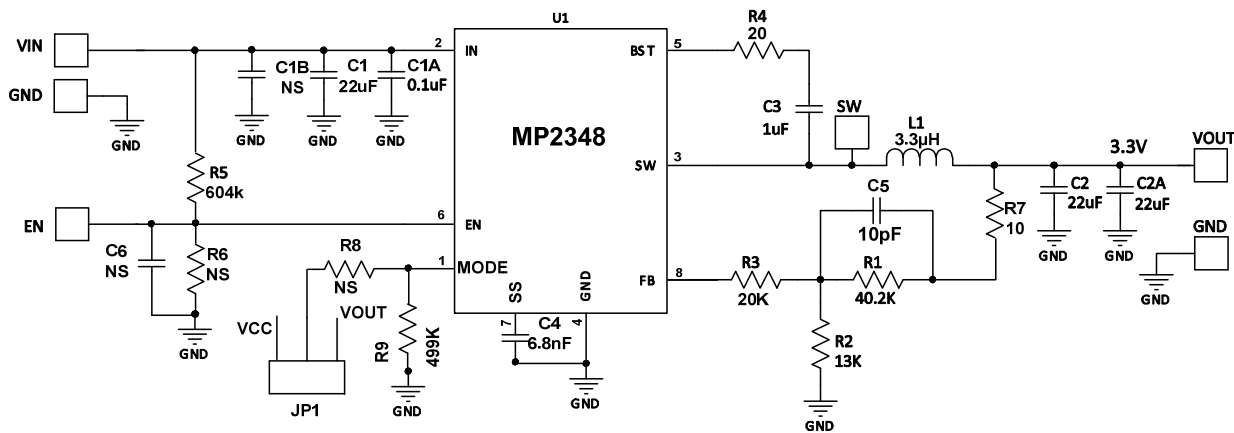 U1
VIN
GND
GND
C1B
NS
C1
22uF
C1A
0.1uF
GND
GND
GND
2
IN
BST
5
R4
20
C3
1uF
SW
L1
3.3µH
MP2348
SW
3
3.3V
VOUT
R5
604k
EN
6
EN
C6
NS
R6
NS
GND
R8
NS
1
MODE
VCC
VOUT
JP1
R9
499K
GND
SS
7
C4
6.8nF
GND
4
GND
FB
8
R3
20K
C5
10pF
R1
40.2K
R2
13K
GND
R7
10
C2
22uF
GND
C2A
22uF
GND
GND
GND